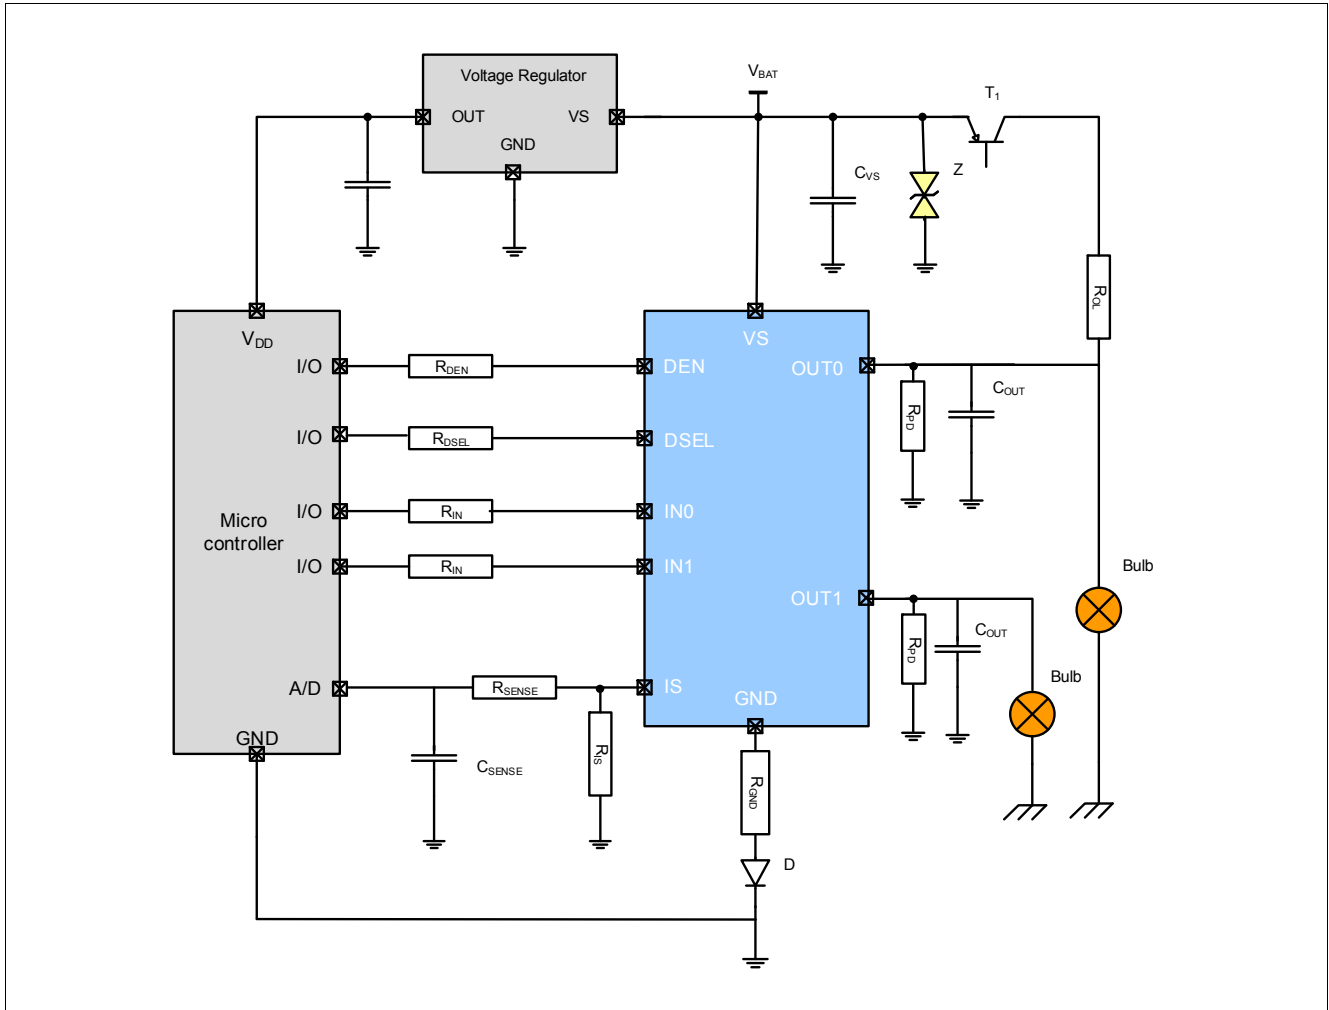 Voltage Regulator
OUT
VS
GND
VBAT
T1
CVS
Z
ROL
VDD
VS
I/O
RDEN
DEN
OUT0
RPD
COUT
I/O
RDSEL
DSEL
I/O
RIN
IN0
Micro
controller
I/O
RIN
IN1
Bulb
OUT1
RPD
COUT
Bulb
A/D
RSENSE
IS
GND
GND
CSENSE
RIS
RGND
D